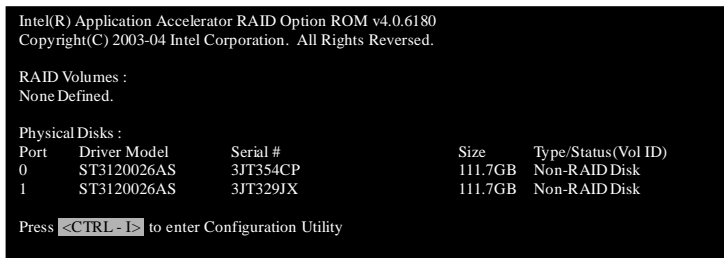 Intel(R) Application Accelerator RAID Option ROM v4.0.6180
Copyright(C) 2003-04 Intel Corporation. All Rights Reversed.
RAID Volumes :
None Defined.
Physical Disks :
Port Driver Model Serial # Size Type/Status(Vol ID)
0 ST3120026AS 3JT354CP 111.7GB Non-RAID Disk
1 ST3120026AS 3JT329JX 111.7GB Non-RAID Disk
Press <CTRL - I> to enter Configuration Utility